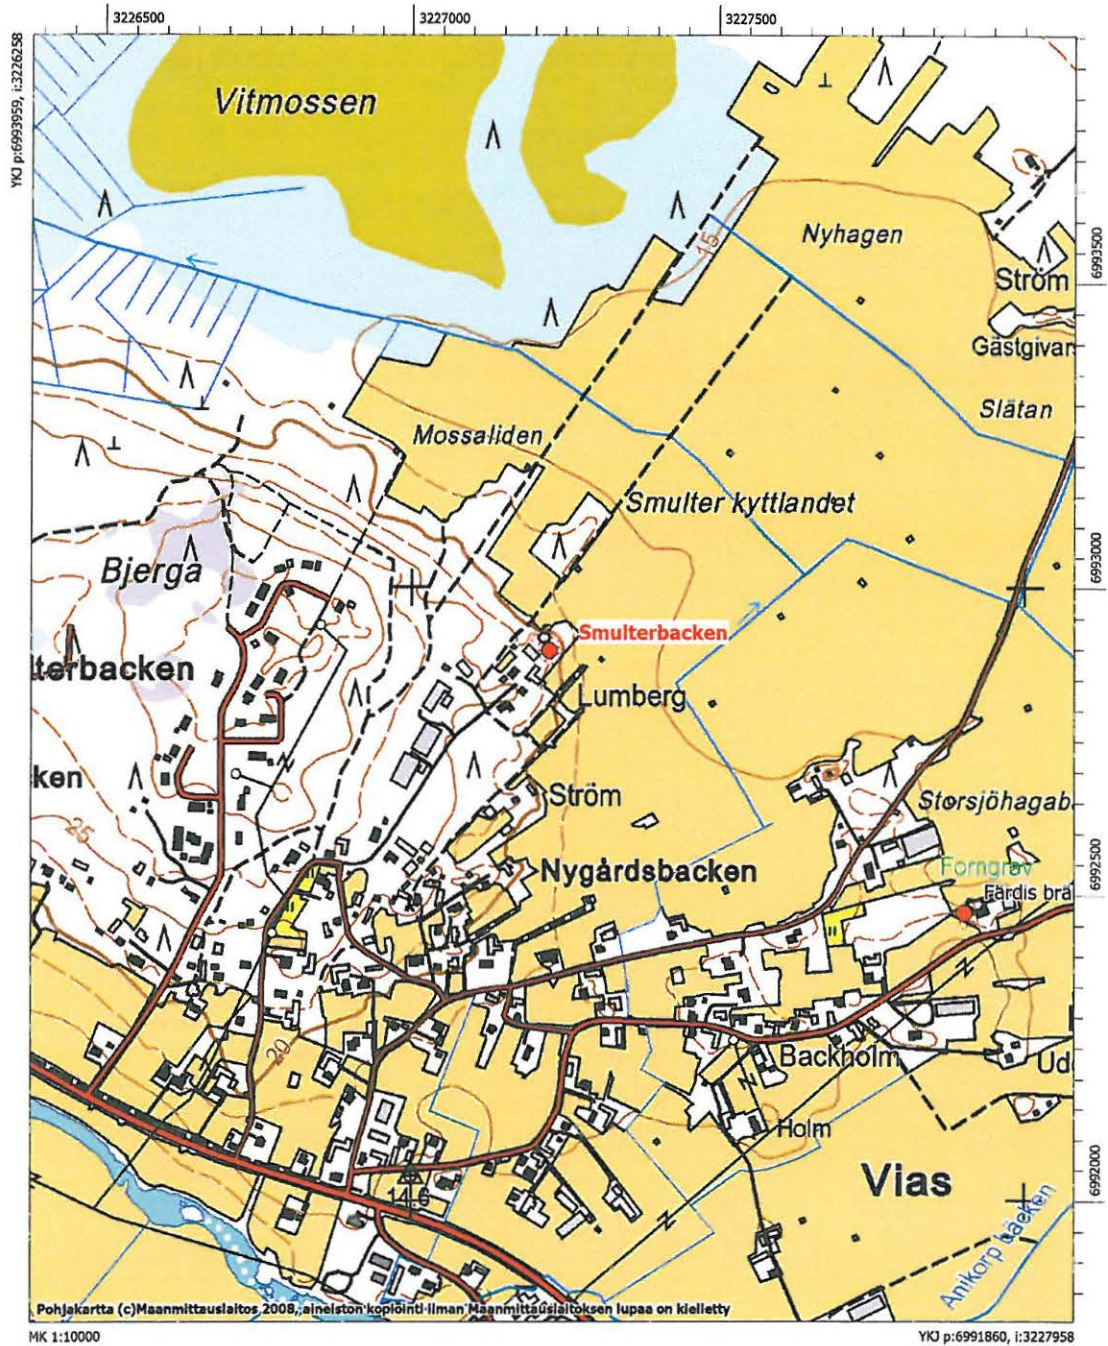 3226500
3227000
3227500
YKJ p:6993959, i:3226258
Vitmossen
15
Nyhagen
6993500
Ström
Gästgivar
Slätan
Mossaliden
Smulter kyttlandet
6993000
Bjerga
Smulterbacken
lterbacken
Lumberg
ken
Ström
Storsjöhagab
25
Nygårdsbacken
Forngrav
6992500
Färdis bra
20
Backholm
Ud
Holm
Vias
14.6
6992000
Anikorp bäcken
Pohjakartta (c)Maanmittauslaitos 2008, aineiston kopiointi ilman Maanmittauslaitoksen lupaa on kielletty
MK 1:10000
YKJ p:6991860, i:3227958